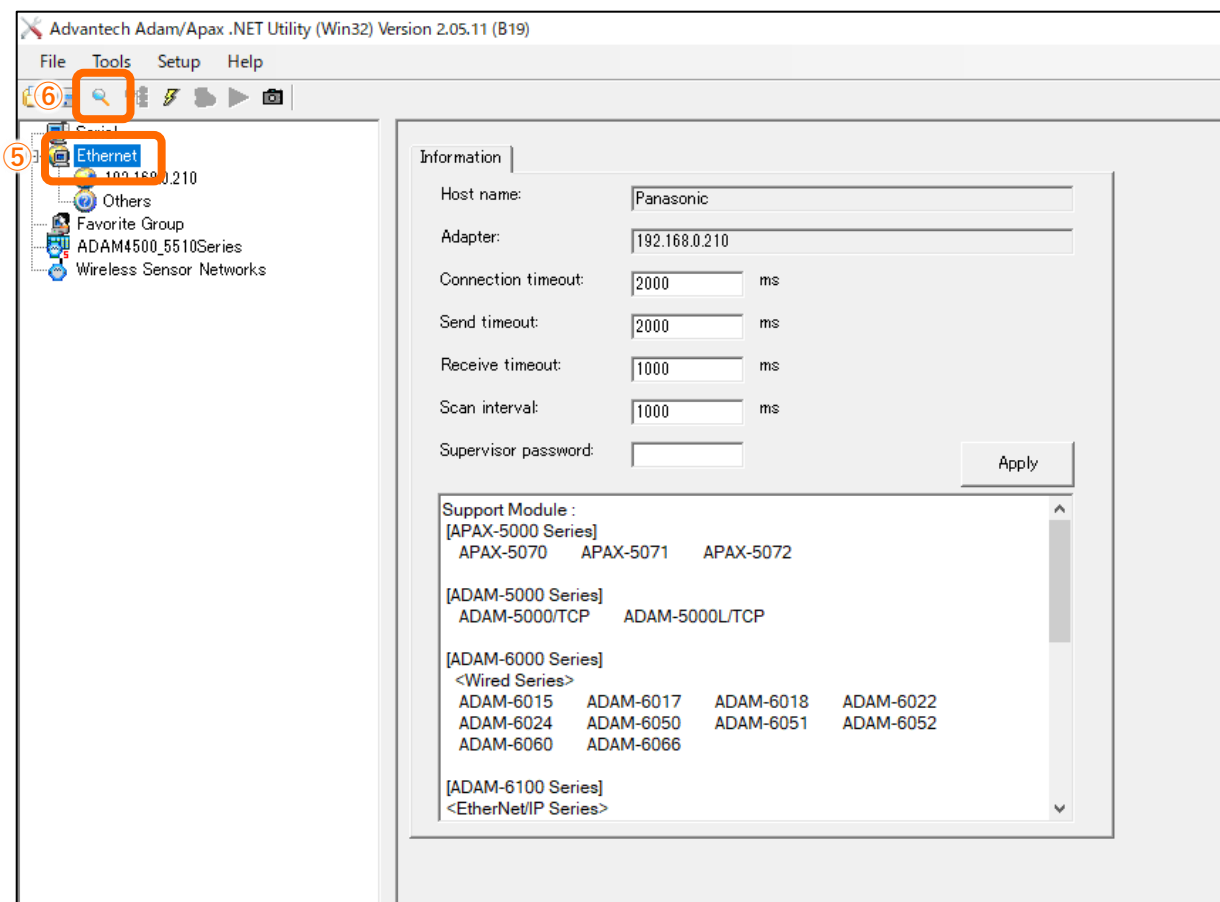 Advantech Adam/Apax .NET Utility (Win32) Version 2.05.11 (B19)
File Tools Setup Help
⑥
Serial
⑤ Ethernet
192.168.0.210
Others
Favorite Group
ADAM4500_5510Series
Wireless Sensor Networks
Information
Host name: Panasonic
Adapter: 192.168.0.210
Connection timeout: 2000 ms
Send timeout: 2000 ms
Receive timeout: 1000 ms
Scan interval: 1000 ms
Supervisor password:
Apply
Support Module :
[APAX-5000 Series]
APAX-5070 APAX-5071 APAX-5072
[ADAM-5000 Series]
ADAM-5000/TCP ADAM-5000L/TCP
[ADAM-6000 Series]
<Wired Series>
ADAM-6015 ADAM-6017 ADAM-6018 ADAM-6022
ADAM-6024 ADAM-6050 ADAM-6051 ADAM-6052
ADAM-6060 ADAM-6066
[ADAM-6100 Series]
<EtherNet/IP Series>